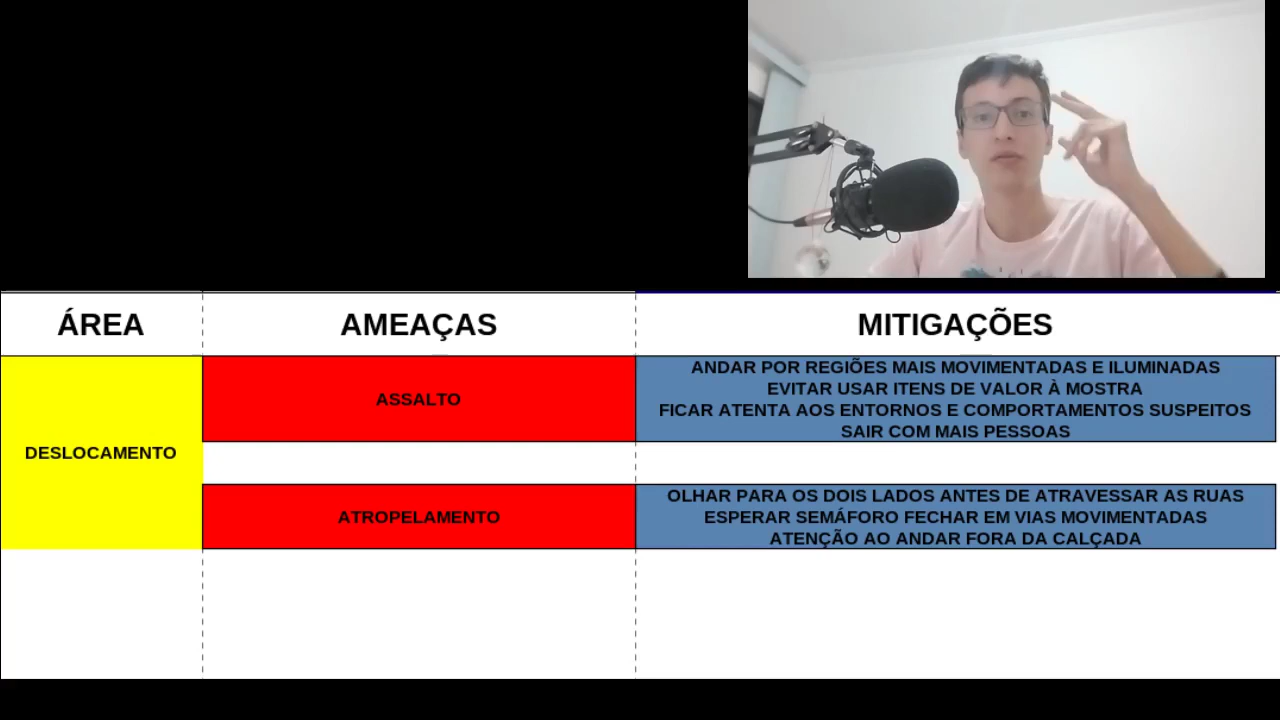 ÁREA
AMEAÇAS
MITIGAÇÕES
DESLOCAMENTO
ASSALTO
ANDAR POR REGIÕES MAIS MOVIMENTADAS E ILUMINADAS
EVITAR USAR ITENS DE VALOR À MOSTRA
FICAR ATENTA AOS ENTORNOS E COMPORTAMENTOS SUSPEITOS
SAIR COM MAIS PESSOAS
ATROPELAMENTO
OLHAR PARA OS DOIS LADOS ANTES DE ATRAVESSAR AS RUAS
ESPERAR SEMÁFORO FECHAR EM VIAS MOVIMENTADAS
ATENÇÃO AO ANDAR FORA DA CALÇADA